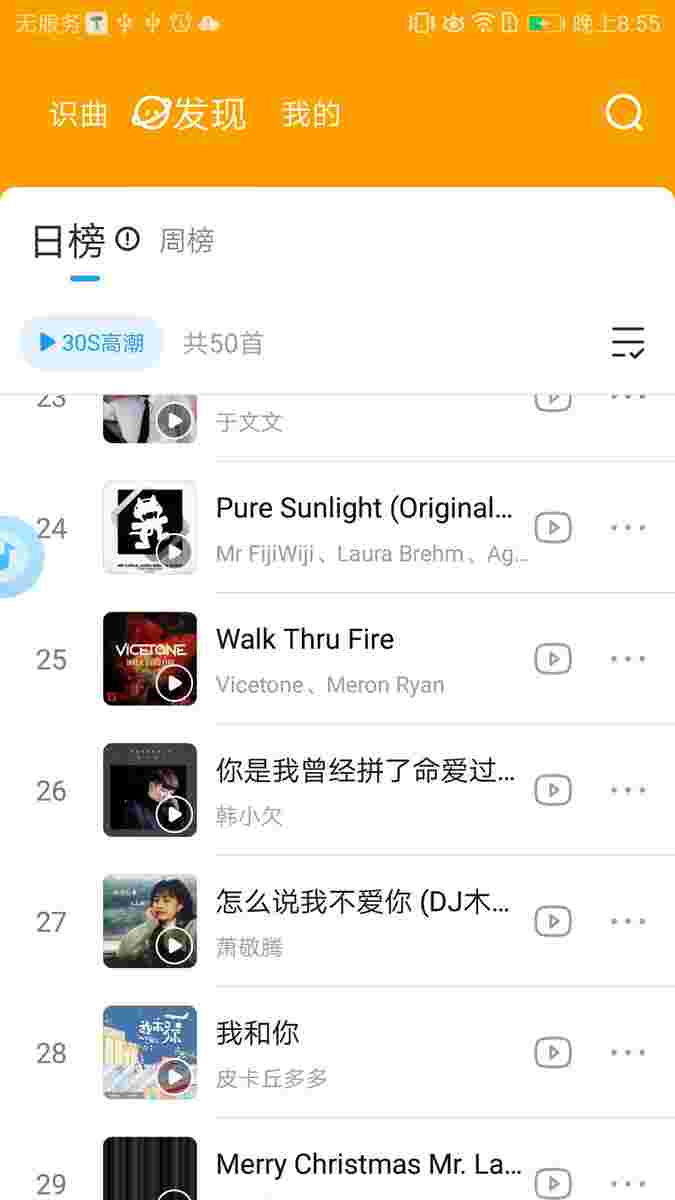 无服务 晚上8:55
识曲 发现 我的
日榜 周榜
30S高潮 共50首
23
于文文
24
Pure Sunlight (Original...
Mr FijiWiji、Laura Brehm、Ag...
25
VICETONE
WALK THRU FIRE
Walk Thru Fire
Vicetone、Meron Ryan
26
你是我曾经拼了命爱过...
韩小欠
27
怎么说我不爱你 (DJ木...
萧敬腾
28
我和你
皮卡丘多多
29
Merry Christmas Mr. La...